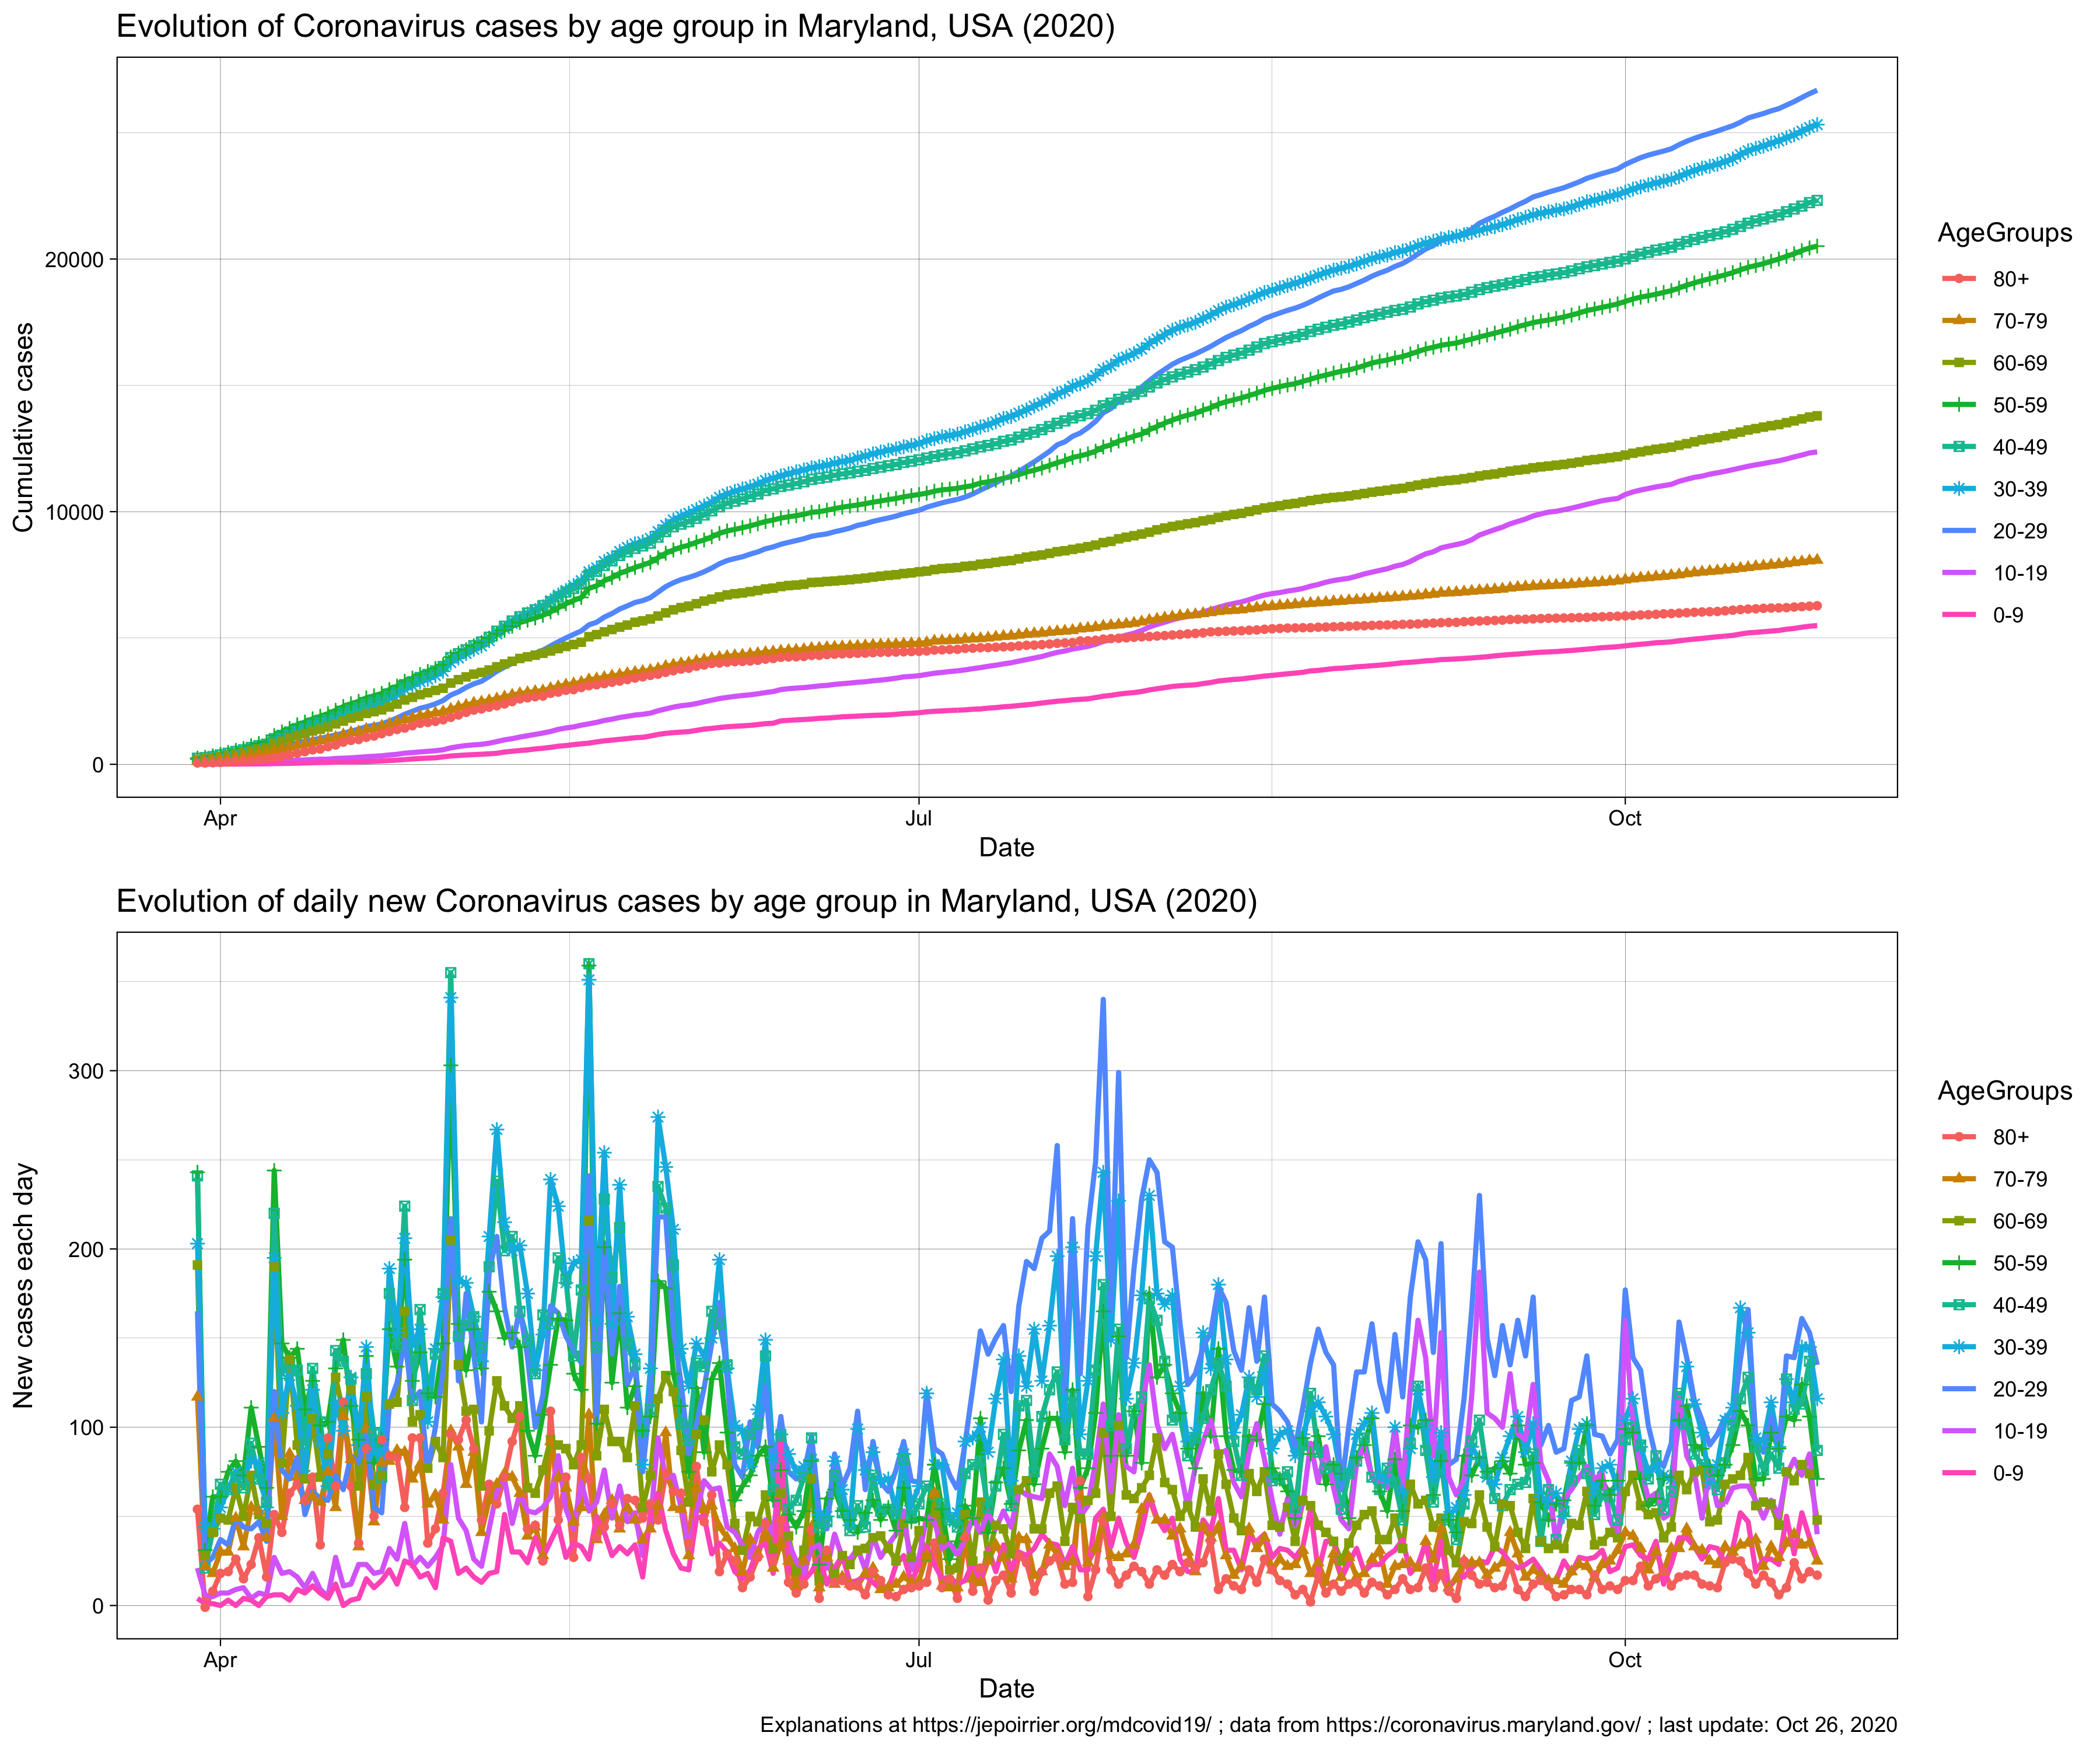 Evolution of Coronavirus cases by age group in Maryland, USA (2020)
Cumulative cases
20000
10000
0
Apr
Jul
Oct
Date
AgeGroups
80+
70-79
60-69
50-59
40-49
30-39
20-29
10-19
0-9
Evolution of daily new Coronavirus cases by age group in Maryland, USA (2020)
New cases each day
300
200
100
0
Apr
Jul
Oct
Date
AgeGroups
80+
70-79
60-69
50-59
40-49
30-39
20-29
10-19
0-9
Explanations at https://jepoirrier.org/mdcovid19/ ; data from https://coronavirus.maryland.gov/ ; last update: Oct 26, 2020